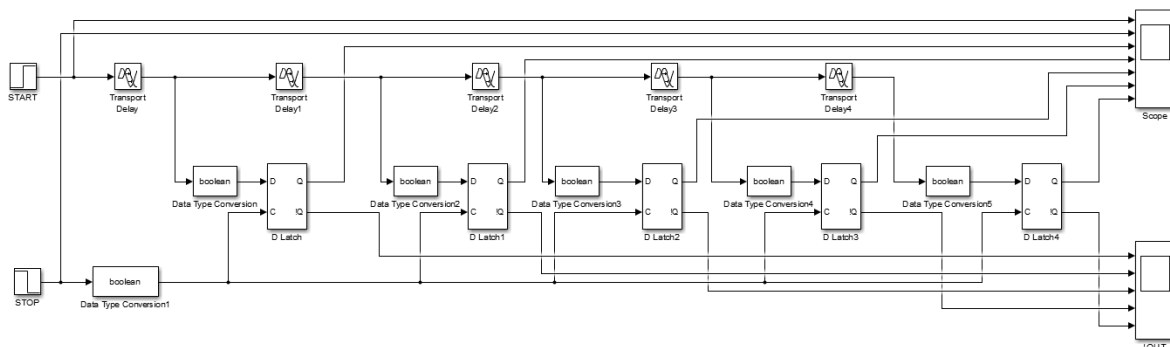 START
Transport
Delay
Transport
Delay1
Transport
Delay2
Transport
Delay3
Transport
Delay4
Scope
boolean
Data Type Conversion
D
Q
C
!Q
D Latch
boolean
Data Type Conversion2
D
Q
C
!Q
D Latch1
boolean
Data Type Conversion3
D
Q
C
!Q
D Latch2
boolean
Data Type Conversion4
D
Q
C
!Q
D Latch3
boolean
Data Type Conversion5
D
Q
C
!Q
D Latch4
STOP
boolean
Data Type Conversion1